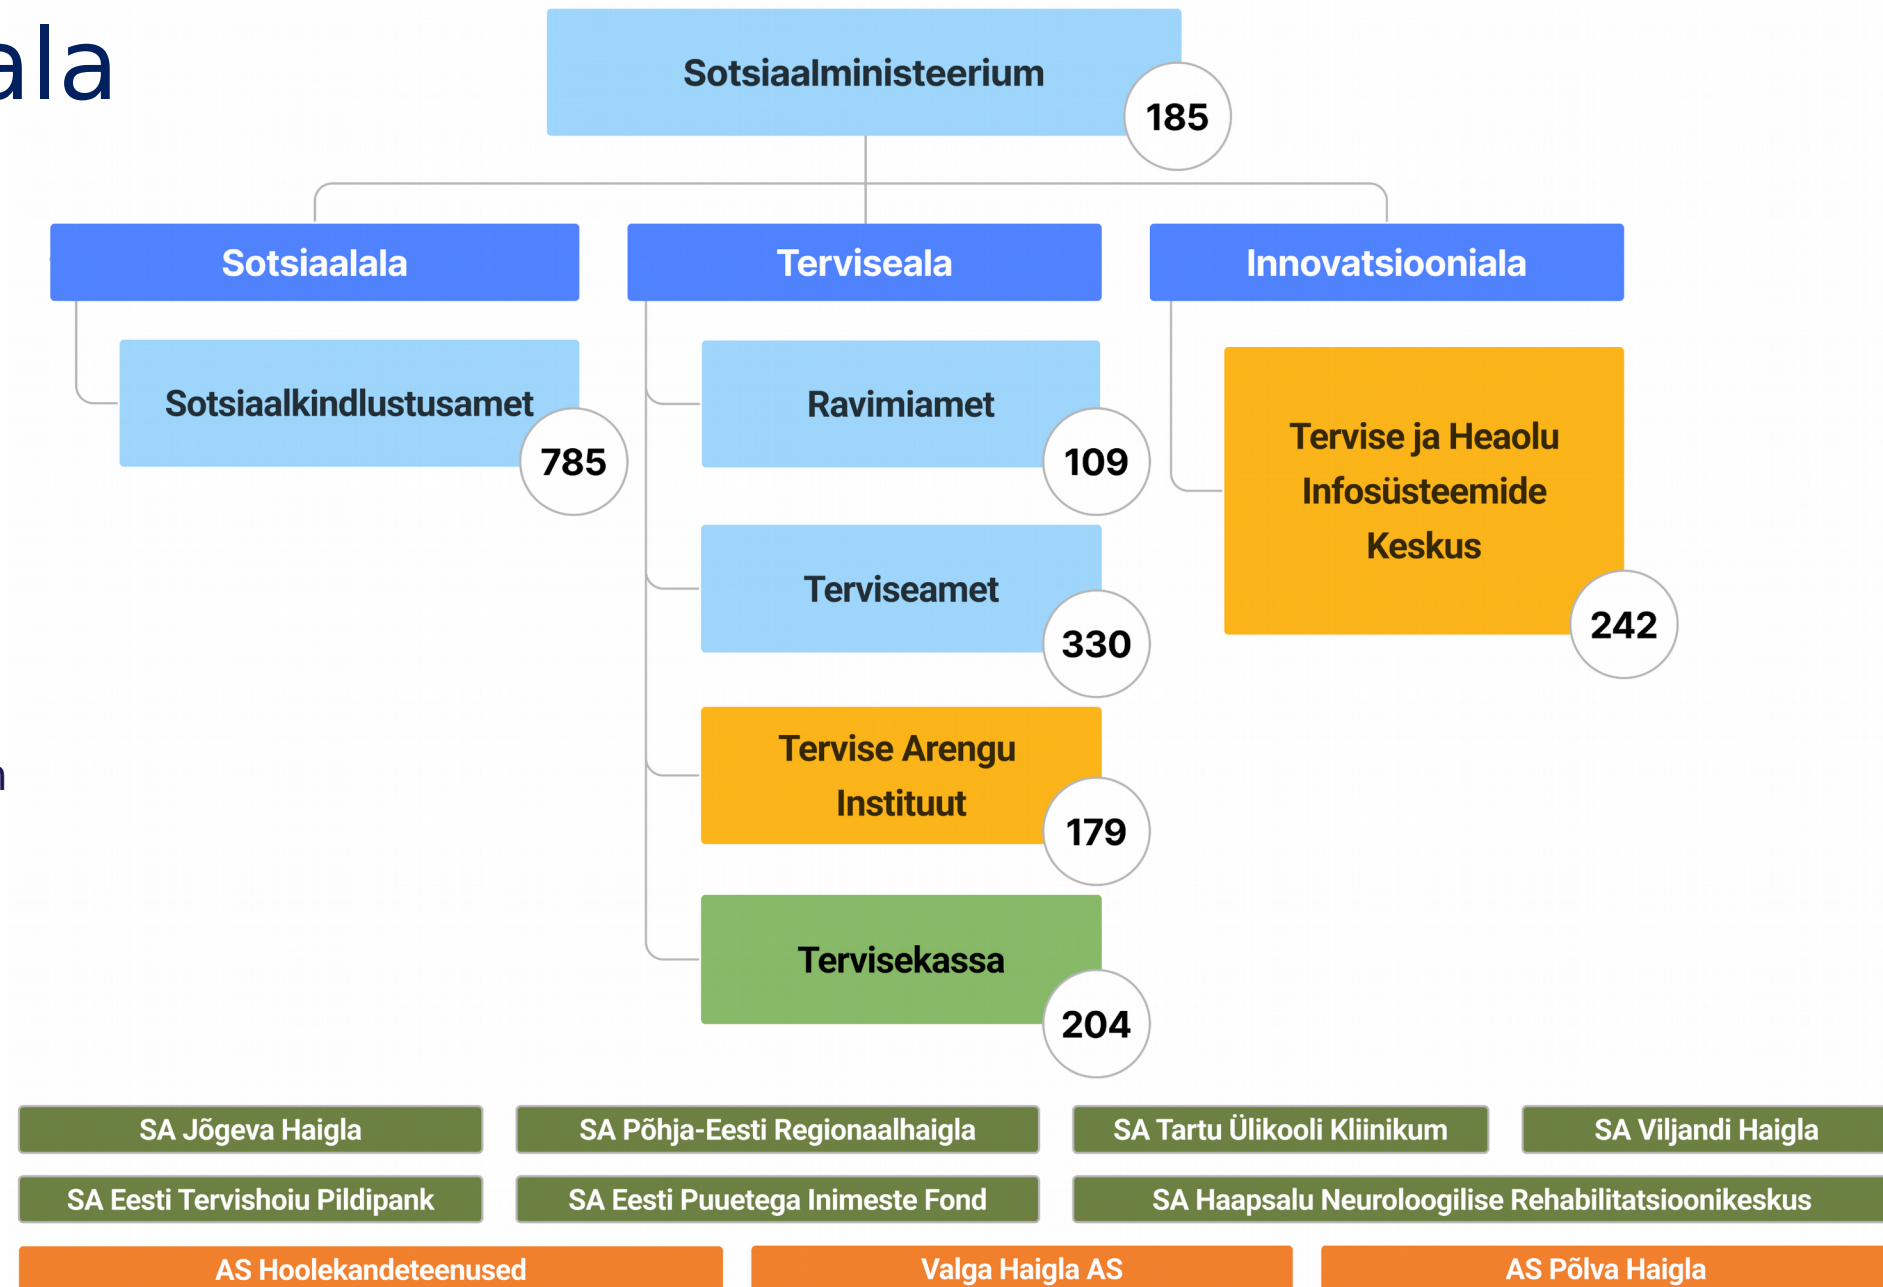 ala
Sotsiaalministeerium
185
Sotsiaalala
Terviseala
Innovatsiooniala
Sotsiaalkindlustusamet
785
Ravimiamet
109
Tervise ja Heaolu
Infosüsteemide
Keskus
242
Terviseamet
330
n
Tervise Arengu
Instituut
179
Tervisekassa
204
SA Jõgeva Haigla
SA Põhja-Eesti Regionaalhaigla
SA Tartu Ülikooli Kliinikum
SA Viljandi Haigla
SA Eesti Tervishoiu Pildipank
SA Eesti Puuetega Inimeste Fond
SA Haapsalu Neuroloogilise Rehabilitatsioonikeskus
AS Hoolekandeteenused
Valga Haigla AS
AS Põlva Haigla